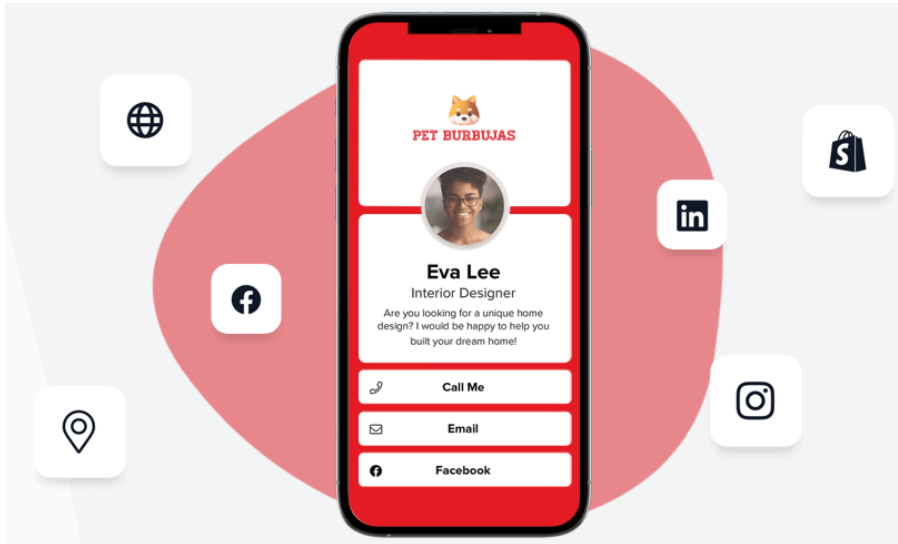 PET BURBUJAS
Eva Lee
Interior Designer
Are you looking for a unique home
design? I would be happy to help you
built your dream home!
Call Me
Email
Facebook